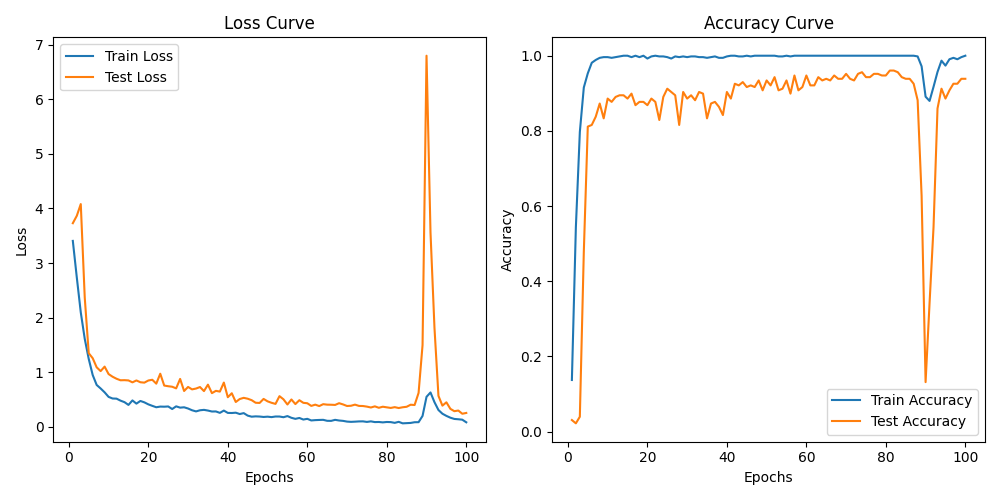 Loss Curve
Train Loss
Test Loss
7
6
5
4
3
2
1
0
Loss
0 20 40 60 80 100
Epochs
Accuracy Curve
1.0
0.8
0.6
0.4
0.2
0.0
Accuracy
Train Accuracy
Test Accuracy
0 20 40 60 80 100
Epochs